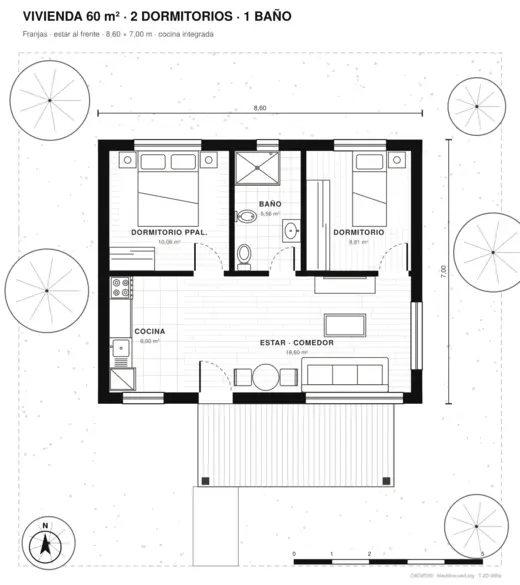 VIVIENDA 60 m² · 2 DORMITORIOS · 1 BAÑO
Franjas · estar al frente · 8,60 × 7,00 m · cocina integrada
8,60
BAÑO
5,58 m²
DORMITORIO PPAL.
10,08 m²
DORMITORIO
8,81 m²
7,00
COCINA
6,00 m²
ESTAR · COMEDOR
18,60 m²
N
0
1
2
5